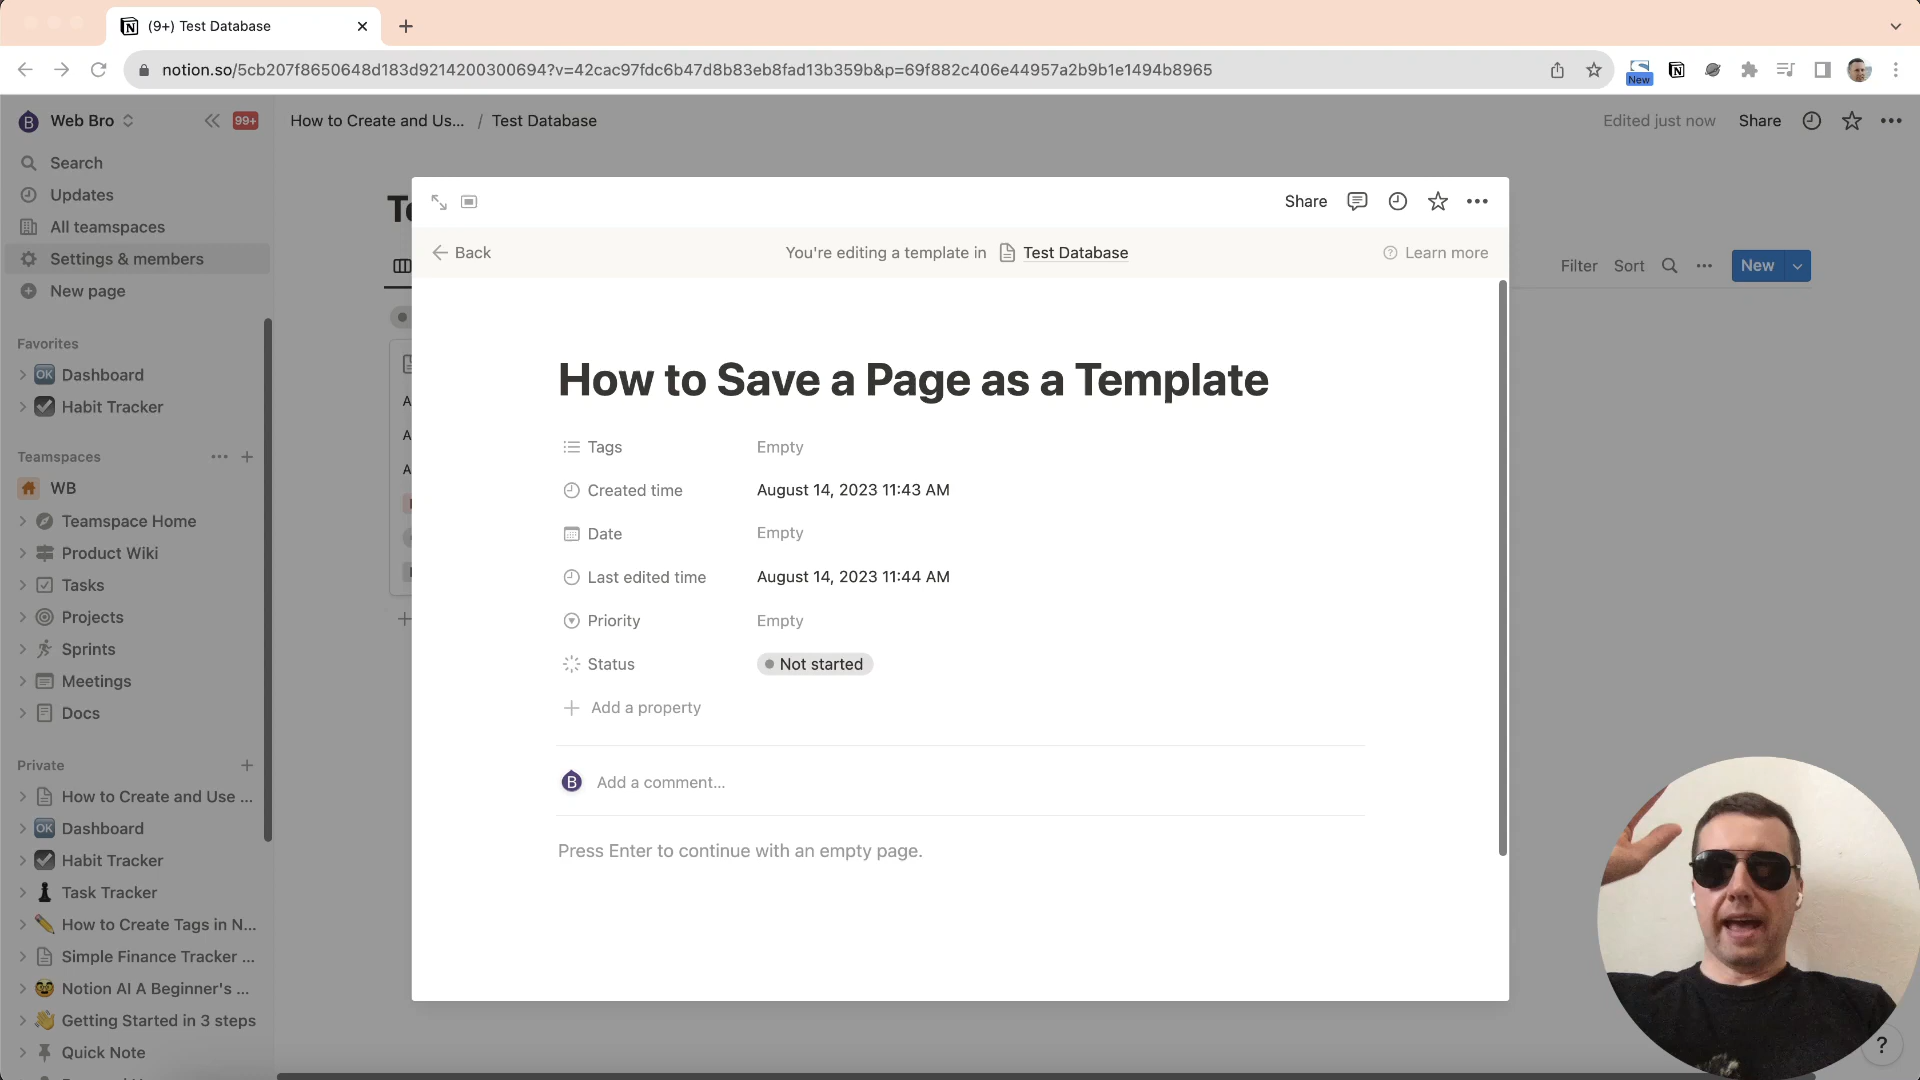 (9+) Test Database
notion.so/5cb207f8650648d183d9214200300694?v=42cac97fdc6b47d8b83eb8fad13b359b&p=69f882c406e44957a2b9b1e1494b8965
New
Web Bro
99+
How to Create and Us... / Test Database
Edited just now
Share
Search
Updates
All teamspaces
Settings & members
New page
Favorites
OK Dashboard
Habit Tracker
Teamspaces
WB
Teamspace Home
Product Wiki
Tasks
Projects
Sprints
Meetings
Docs
Private
How to Create and Use ...
OK Dashboard
Habit Tracker
Task Tracker
How to Create Tags in N...
Simple Finance Tracker ...
Notion AI A Beginner's ...
Getting Started in 3 steps
Quick Note
Filter Sort
New
Share
Back
You're editing a template in Test Database
Learn more
How to Save a Page as a Template
Tags Empty
Created time August 14, 2023 11:43 AM
Date Empty
Last edited time August 14, 2023 11:44 AM
Priority Empty
Status Not started
Add a property
B Add a comment...
Press Enter to continue with an empty page.
?